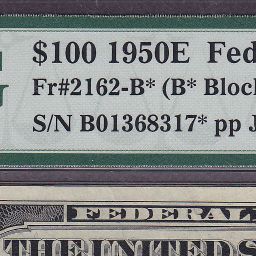 $100 1950E Fed
Fr#2162-B* (B* Block
S/N B01368317* pp J
FEDERAL
THE UNITED S